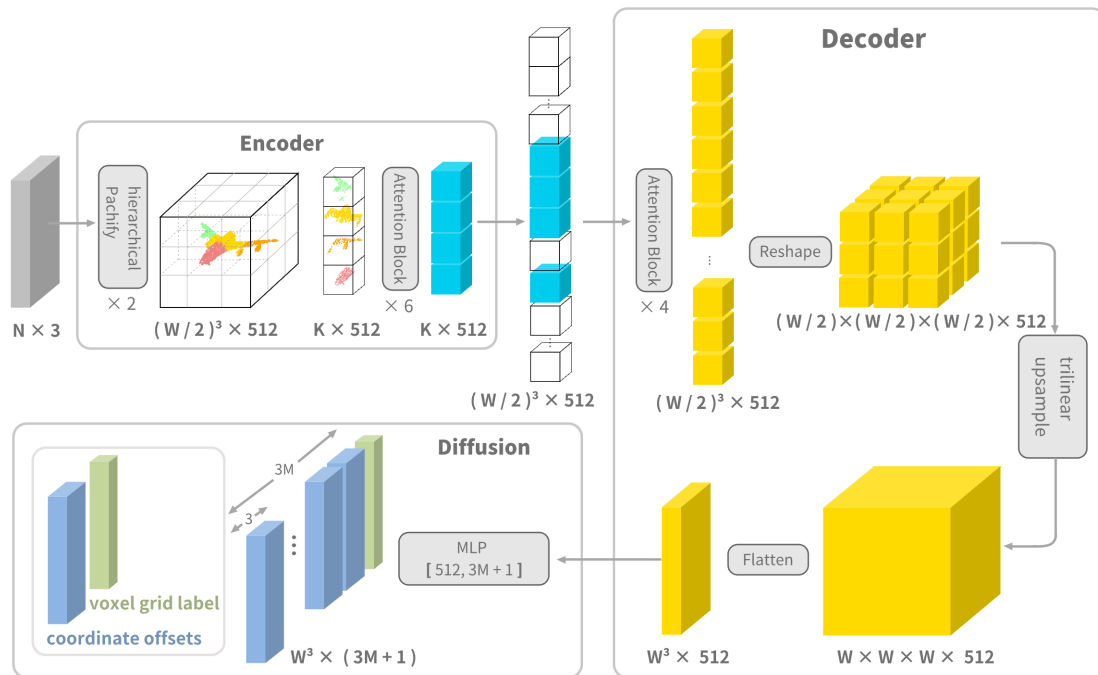 Encoder
hierarchical
Pachify
× 2
Attention Block
× 6
N × 3
( W / 2 )³ × 512
K × 512
K × 512
( W / 2 )³ × 512
Decoder
Attention Block
× 4
Reshape
( W / 2 )³ × 512
( W / 2 ) × ( W / 2 ) × ( W / 2 ) × 512
trilinear
upsample
W × W × W × 512
Flatten
W³ × 512
Diffusion
MLP
[ 512, 3M + 1 ]
3M
3
W³ × ( 3M + 1 )
voxel grid label
coordinate offsets